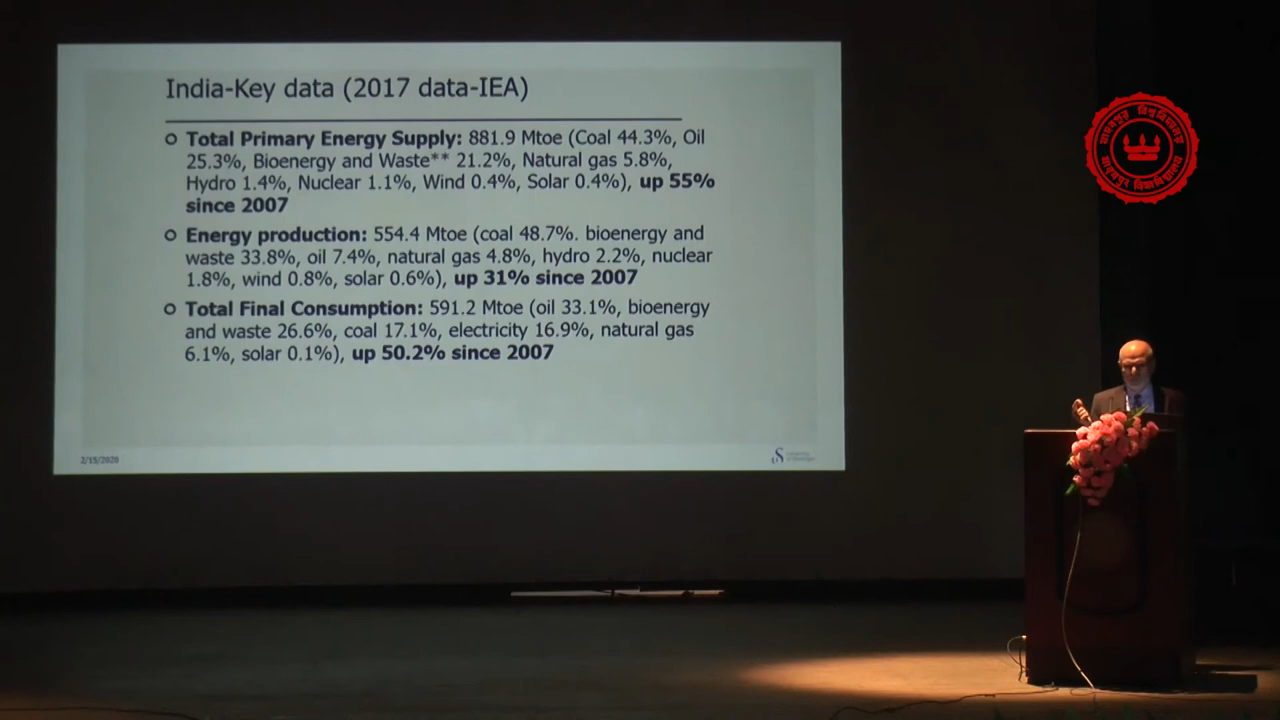 India-Key data (2017 data-IEA)
Total Primary Energy Supply: 881.9 Mtoe (Coal 44.3%, Oil
25.3%, Bioenergy and Waste** 21.2%, Natural gas 5.8%,
Hydro 1.4%, Nuclear 1.1%, Wind 0.4%, Solar 0.4%), up 55%
since 2007
Energy production: 554.4 Mtoe (coal 48.7%. bioenergy and
waste 33.8%, oil 7.4%, natural gas 4.8%, hydro 2.2%, nuclear
1.8%, wind 0.8%, solar 0.6%), up 31% since 2007
Total Final Consumption: 591.2 Mtoe (oil 33.1%, bioenergy
and waste 26.6%, coal 17.1%, electricity 16.9%, natural gas
6.1%, solar 0.1%), up 50.2% since 2007
2/15/2020
যাদবপুর বিশ্ববিদ্যালয়